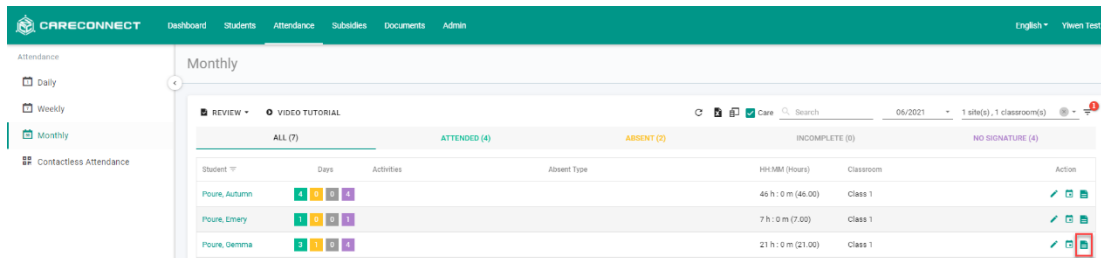 CARECONNECT Dashboard Students Attendance Subsidies Documents Admin English Yiwen Test
Attendance
Monthly
Daily
Weekly
Monthly
Contactless Attendance
REVIEW VIDEO TUTORIAL Care Search 06/2021 1 site(s), 1 classroom(s) 1
ALL (7) ATTENDED (4) ABSENT (2) INCOMPLETE (0) NO SIGNATURE (4)
Student Days Activities Absent Type HH:MM (Hours) Classroom Action
Poure, Autumn 4 0 0 4 46 h : 0 m (46.00) Class 1
Poure, Emery 1 0 0 1 7 h : 0 m (7.00) Class 1
Poure, Gemma 3 1 0 4 21 h : 0 m (21.00) Class 1